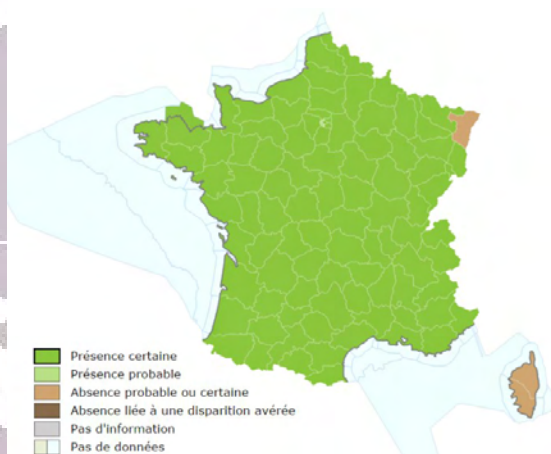 Présence certaine
Présence probable
Absence probable ou certaine
Absence liée à une disparition avérée
Pas d'information
Pas de données